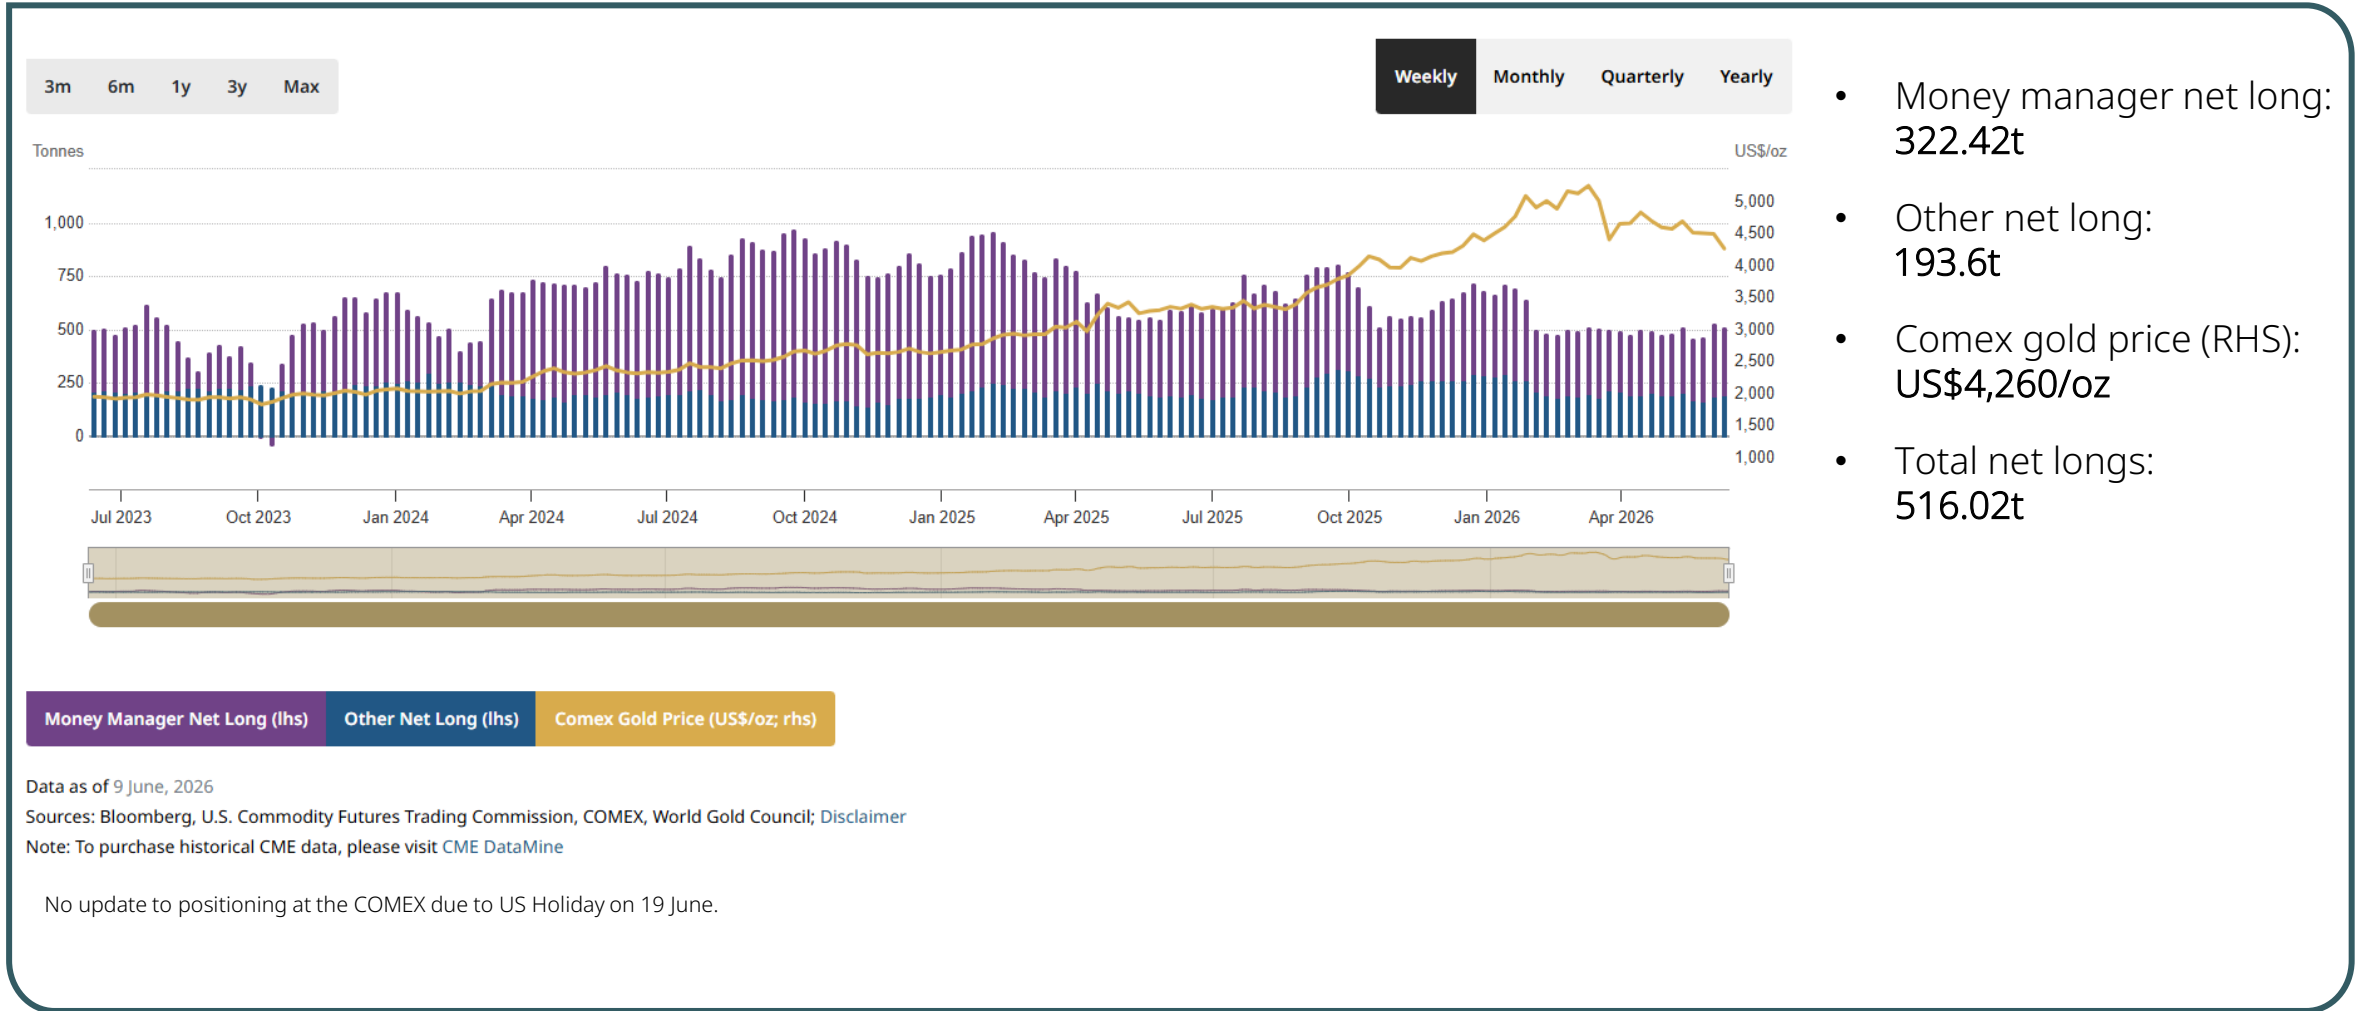 3m 6m 1y 3y Max
Weekly Monthly Quarterly Yearly
Tonnes
US$/oz
1,000
750
500
250
0
5,000
4,500
4,000
3,500
3,000
2,500
2,000
1,500
1,000
Jul 2023 Oct 2023 Jan 2024 Apr 2024 Jul 2024 Oct 2024 Jan 2025 Apr 2025 Jul 2025 Oct 2025 Jan 2026 Apr 2026
Money Manager Net Long (lhs) Other Net Long (lhs) Comex Gold Price (US$/oz; rhs)
Data as of 9 June, 2026
Sources: Bloomberg, U.S. Commodity Futures Trading Commission, COMEX, World Gold Council; Disclaimer
Note: To purchase historical CME data, please visit CME DataMine
No update to positioning at the COMEX due to US Holiday on 19 June.
• Money manager net long:
322.42t
• Other net long:
193.6t
• Comex gold price (RHS):
US$4,260/oz
• Total net longs:
516.02t